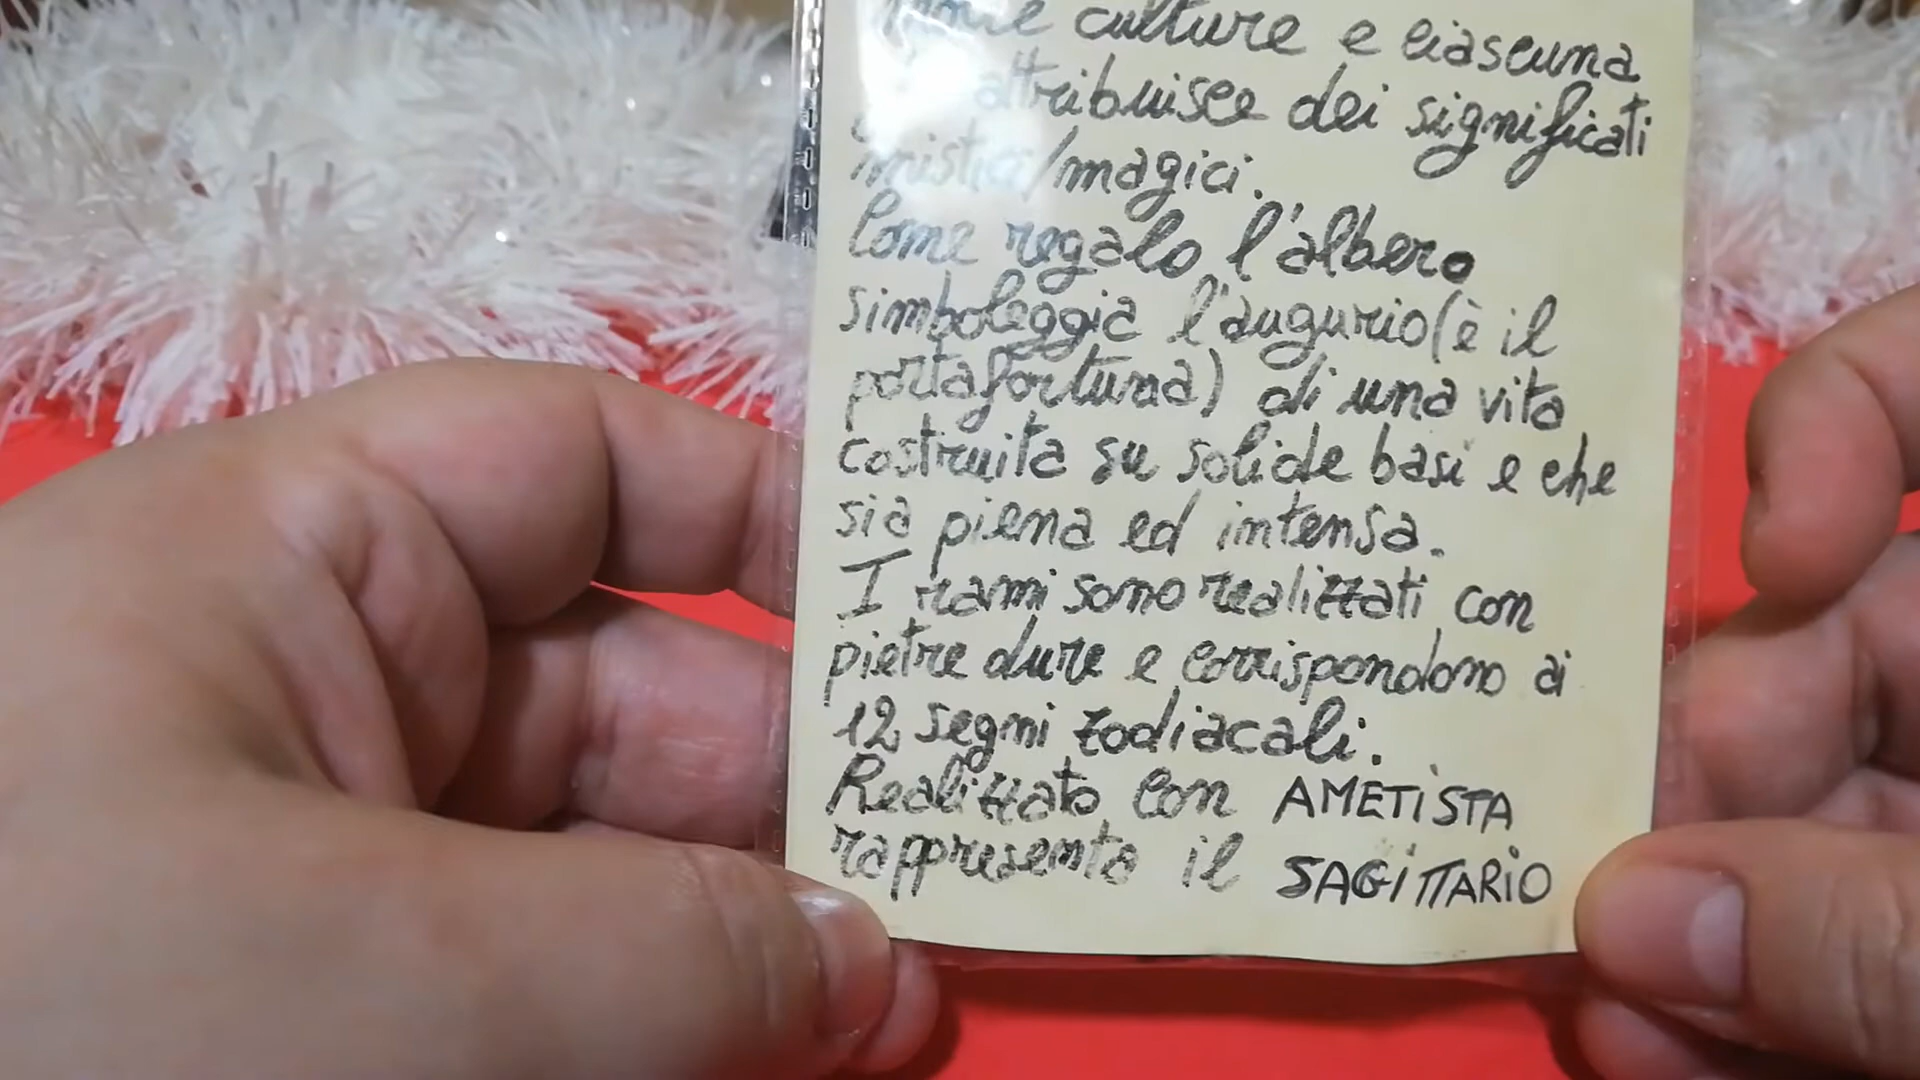 culture e ciascuna
attribuisce dei significati
mistici/magici.
Come regalo l'albero
simboleggia l'augurio (è il
portafortuna) di una vita
costruita su solide basi e che
sia piena ed intensa.
I rami sono realizzati con
pietre dure e corrispondono ai
12 segni zodiacali.
Realizzato con AMETISTA
rappresenta il SAGITTARIO